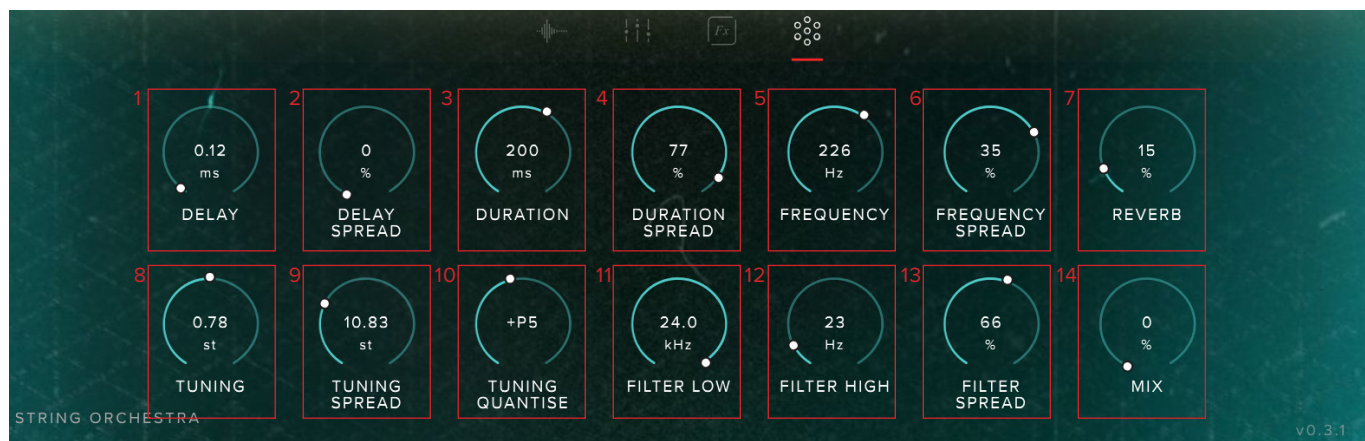 Fx
1 2 3 4 5 6 7
0.12 0 200 77 226 35 15
ms % ms % Hz % %
DELAY DELAY DURATION DURATION FREQUENCY FREQUENCY REVERB
SPREAD SPREAD SPREAD
8 9 10 11 12 13 14
0.78 10.83 +P5 24.0 23 66 0
st st kHz Hz % %
TUNING TUNING TUNING FILTER LOW FILTER HIGH FILTER MIX
SPREAD QUANTISE SPREAD
STRING ORCHESTRA v0.3.1